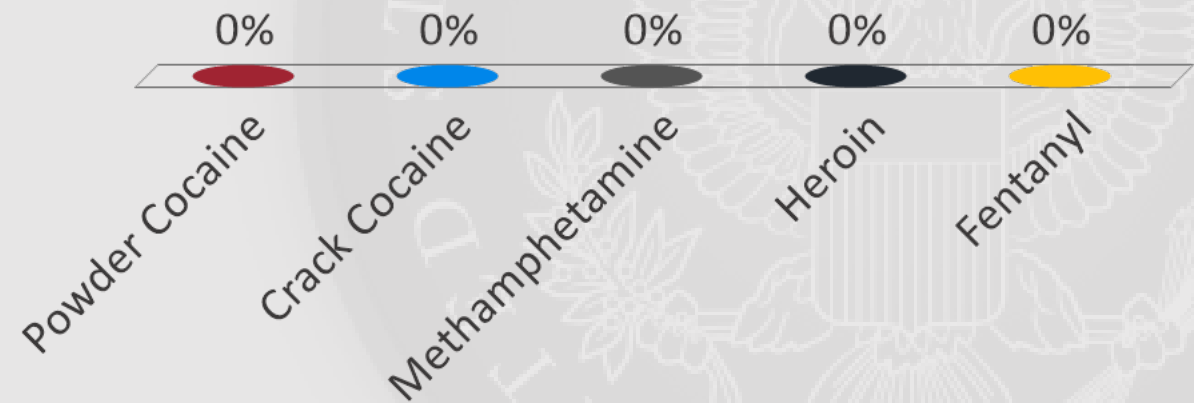 0% 0% 0% 0% 0%
Powder Cocaine
Crack Cocaine
Methamphetamine
Heroin
Fentanyl